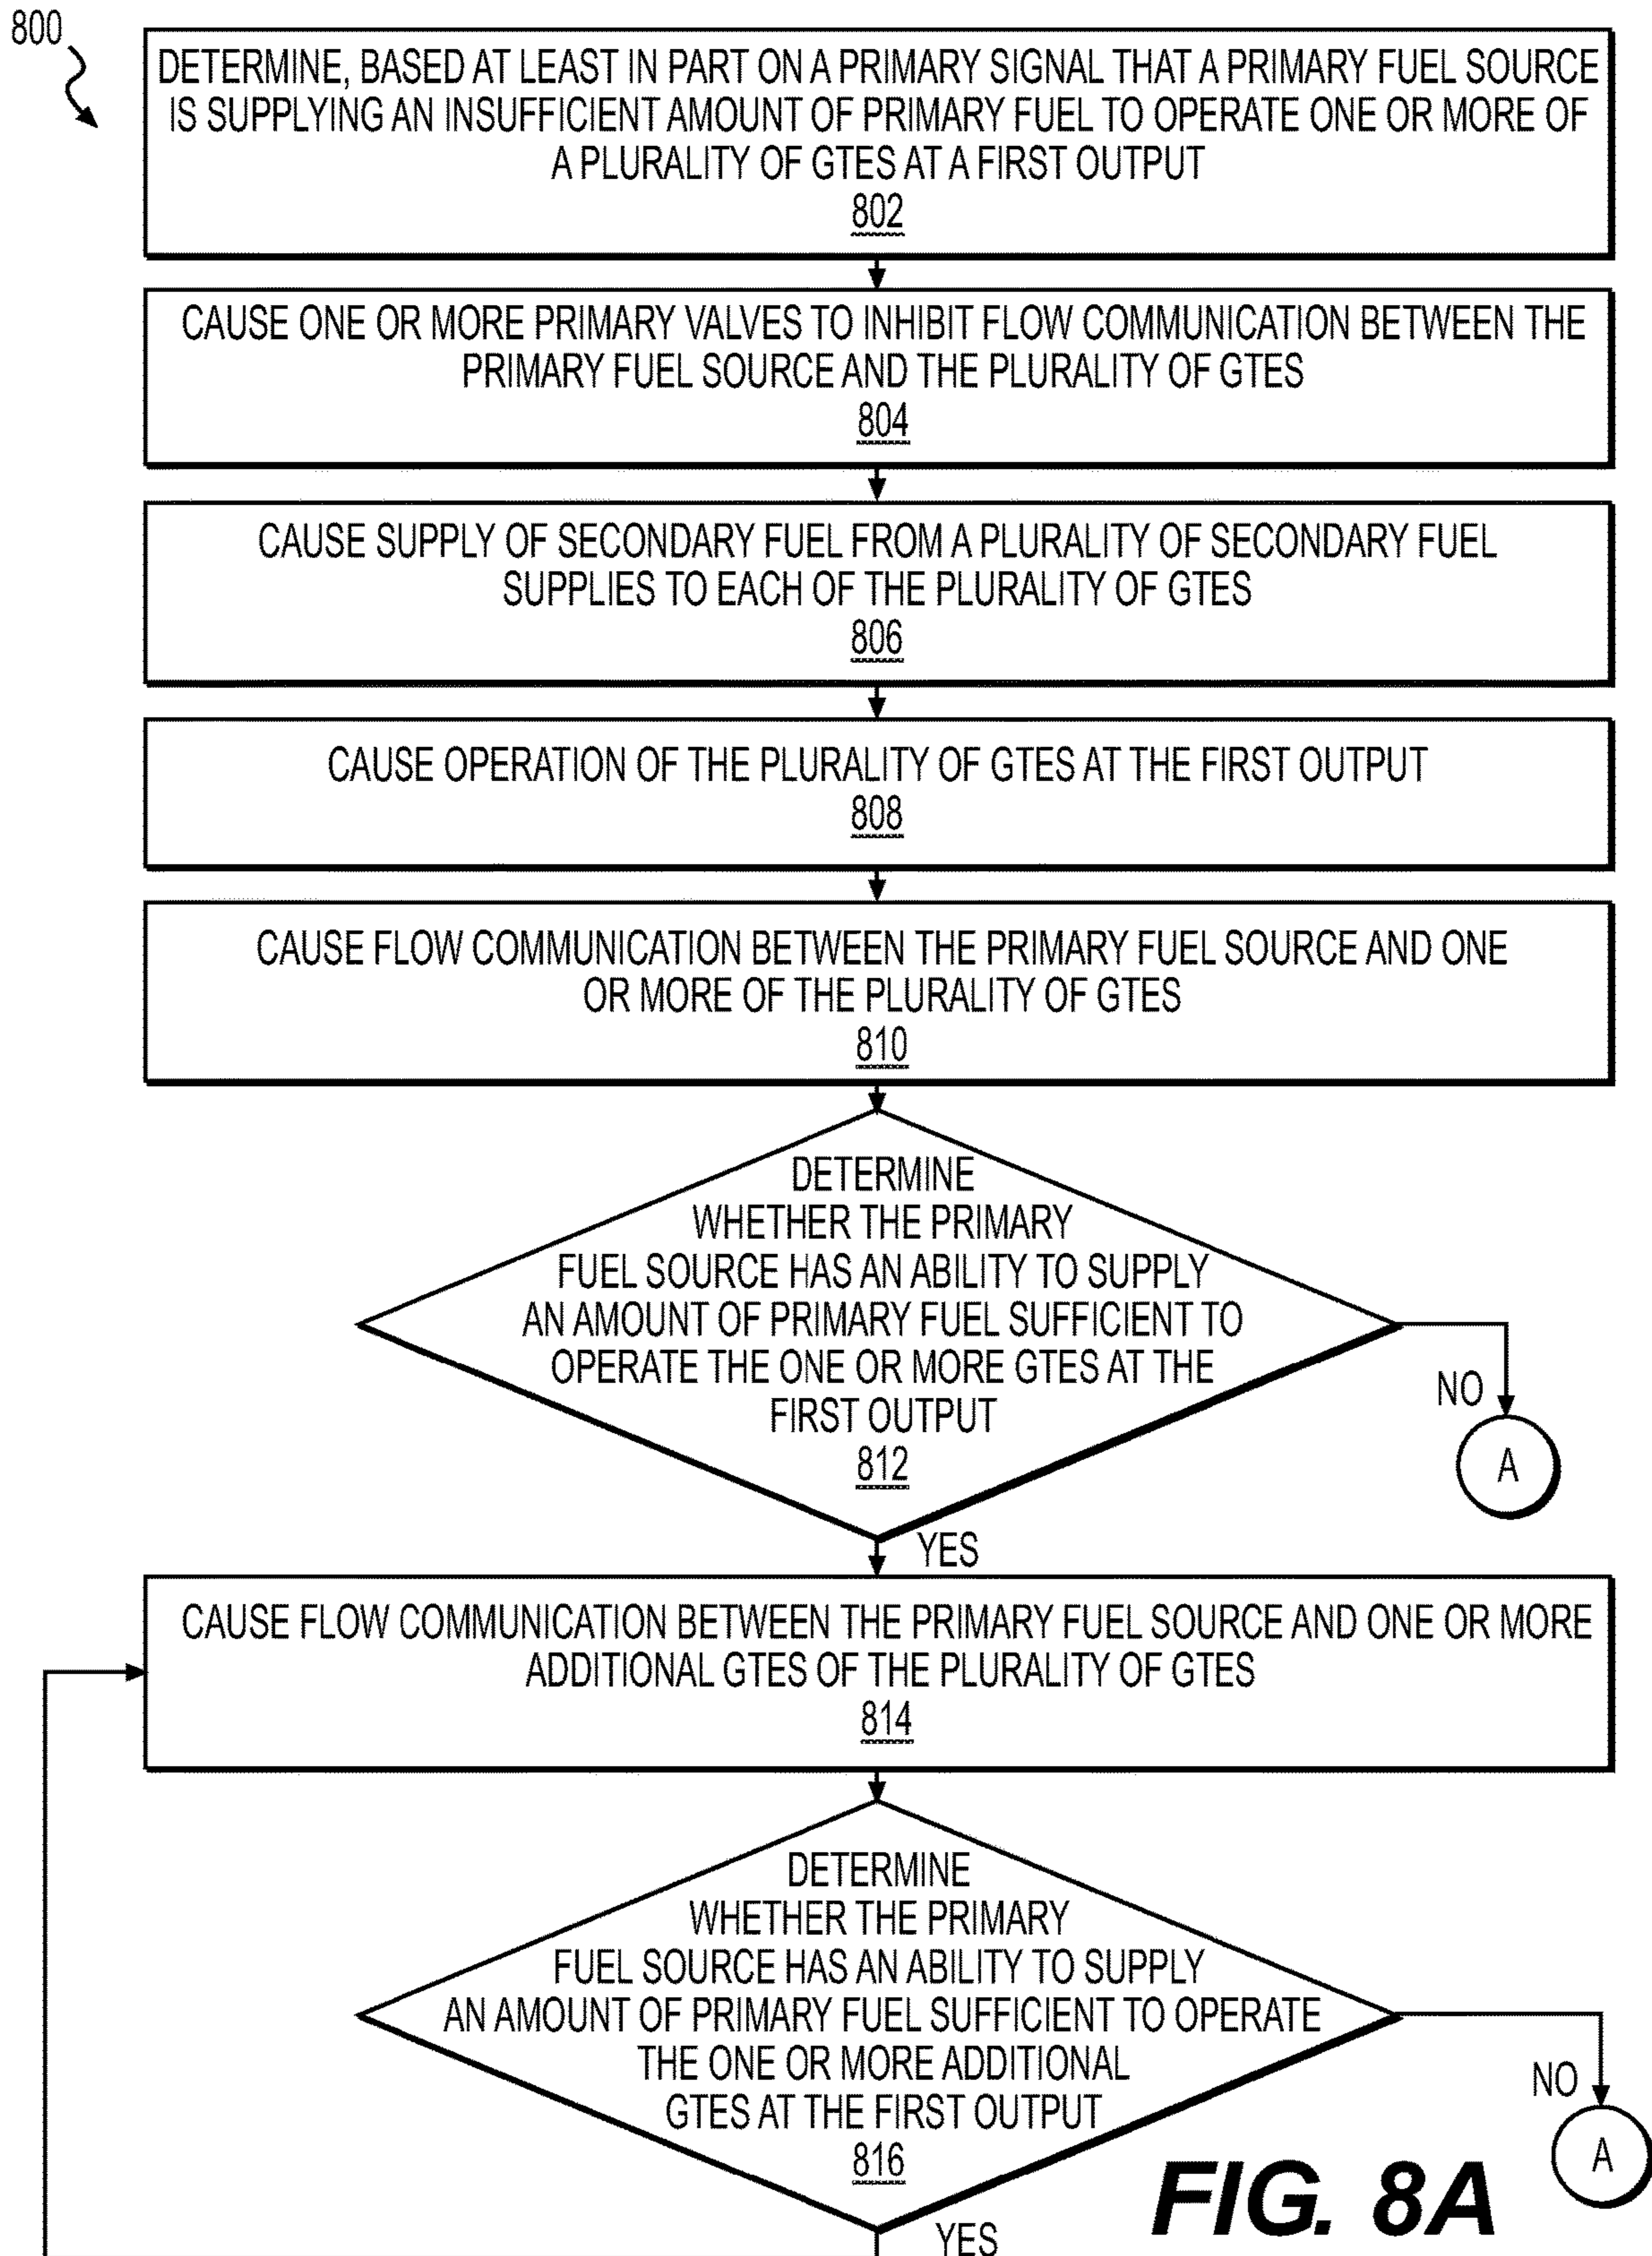 800
DETERMINE, BASED AT LEAST IN PART ON A PRIMARY SIGNAL THAT A PRIMARY FUEL SOURCE
IS SUPPLYING AN INSUFFICIENT AMOUNT OF PRIMARY FUEL TO OPERATE ONE OR MORE OF
A PLURALITY OF GTES AT A FIRST OUTPUT
802
CAUSE ONE OR MORE PRIMARY VALVES TO INHIBIT FLOW COMMUNICATION BETWEEN THE
PRIMARY FUEL SOURCE AND THE PLURALITY OF GTES
804
CAUSE SUPPLY OF SECONDARY FUEL FROM A PLURALITY OF SECONDARY FUEL
SUPPLIES TO EACH OF THE PLURALITY OF GTES
806
CAUSE OPERATION OF THE PLURALITY OF GTES AT THE FIRST OUTPUT
808
CAUSE FLOW COMMUNICATION BETWEEN THE PRIMARY FUEL SOURCE AND ONE
OR MORE OF THE PLURALITY OF GTES
810
DETERMINE
WHETHER THE PRIMARY
FUEL SOURCE HAS AN ABILITY TO SUPPLY
AN AMOUNT OF PRIMARY FUEL SUFFICIENT TO
OPERATE THE ONE OR MORE GTES AT THE
FIRST OUTPUT
812
NO
A
YES
CAUSE FLOW COMMUNICATION BETWEEN THE PRIMARY FUEL SOURCE AND ONE OR MORE
ADDITIONAL GTES OF THE PLURALITY OF GTES
814
DETERMINE
WHETHER THE PRIMARY
FUEL SOURCE HAS AN ABILITY TO SUPPLY
AN AMOUNT OF PRIMARY FUEL SUFFICIENT TO OPERATE
THE ONE OR MORE ADDITIONAL
GTES AT THE FIRST OUTPUT
816
NO
A
YES
FIG. 8A